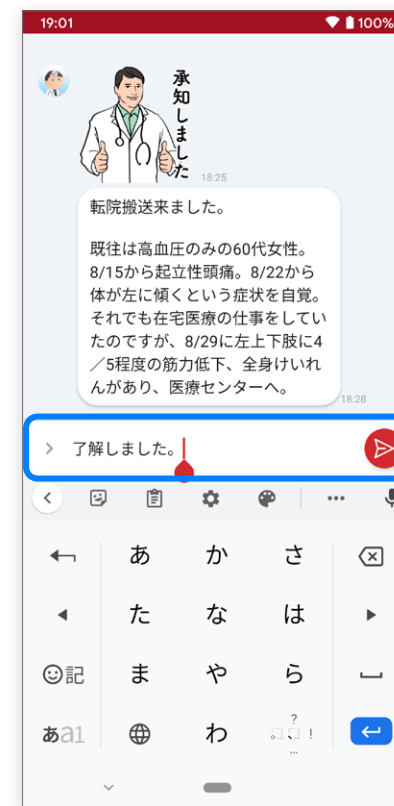 19:01
100%
承知しました
18:25
転院搬送来ました。
既往は高血圧のみの60代女性。
8/15から起立性頭痛。8/22から
体が左に傾くという症状を自覚。
それでも在宅医療の仕事をしてい
たのですが、8/29に左上下肢に4
／5程度の筋力低下、全身けいれ
んがあり、医療センターへ。
18:28
了解しました。
あ か さ
た な は
☺記 ま や ら
あa1 わ 、。?!…